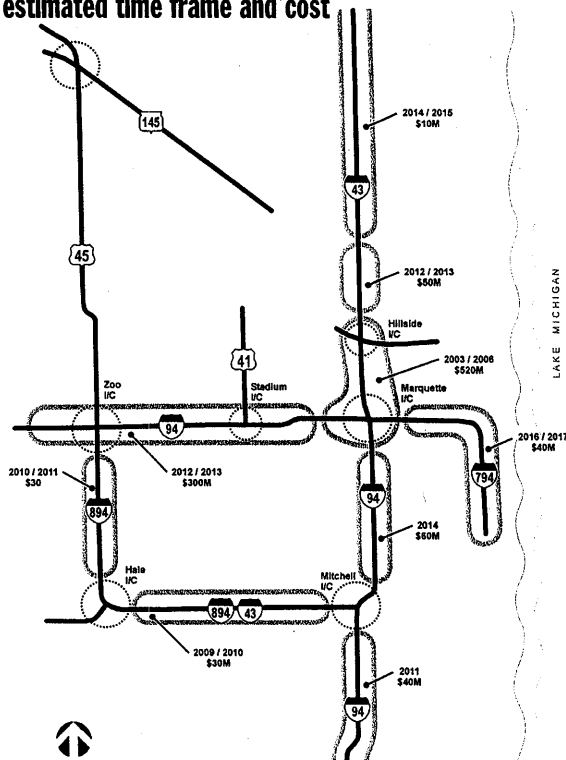 estimated time frame and cost
145
2014 / 2015
$10M
43
45
2012 / 2013
$50M
LAKE MICHIGAN
Hillside
I/C
41
2003 / 2006
$520M
Zoo
I/C
Stadium
I/C
Marquette
I/C
94
2016 / 2017
$40M
2010 / 2011
$30
2012 / 2013
$300M
794
894
94
2014
$60M
Hale
I/C
Mitchell
I/C
894
43
2009 / 2010
$30M
2011
$40M
94